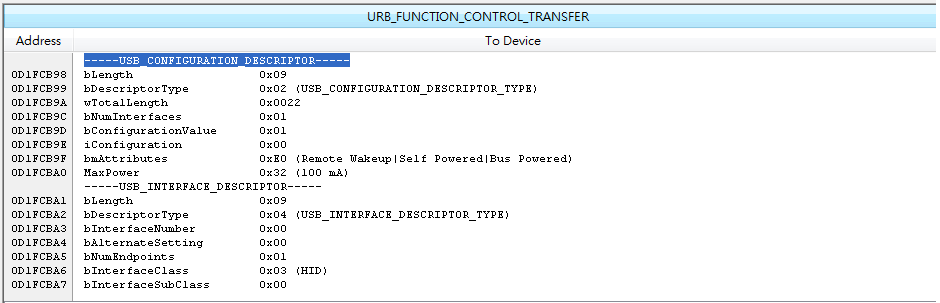 URB_FUNCTION_CONTROL_TRANSFER
Address To Device
-----USB_CONFIGURATION_DESCRIPTOR-----
0D1FCB98 bLength 0x09
0D1FCB99 bDescriptorType 0x02 (USB_CONFIGURATION_DESCRIPTOR_TYPE)
0D1FCB9A wTotalLength 0x0022
0D1FCB9C bNumInterfaces 0x01
0D1FCB9D bConfigurationValue 0x01
0D1FCB9E iConfiguration 0x00
0D1FCB9F bmAttributes 0xE0 (Remote Wakeup|Self Powered|Bus Powered)
0D1FCBA0 MaxPower 0x32 (100 mA)
-----USB_INTERFACE_DESCRIPTOR-----
0D1FCBA1 bLength 0x09
0D1FCBA2 bDescriptorType 0x04 (USB_INTERFACE_DESCRIPTOR_TYPE)
0D1FCBA3 bInterfaceNumber 0x00
0D1FCBA4 bAlternateSetting 0x00
0D1FCBA5 bNumEndpoints 0x01
0D1FCBA6 bInterfaceClass 0x03 (HID)
0D1FCBA7 bInterfaceSubClass 0x00